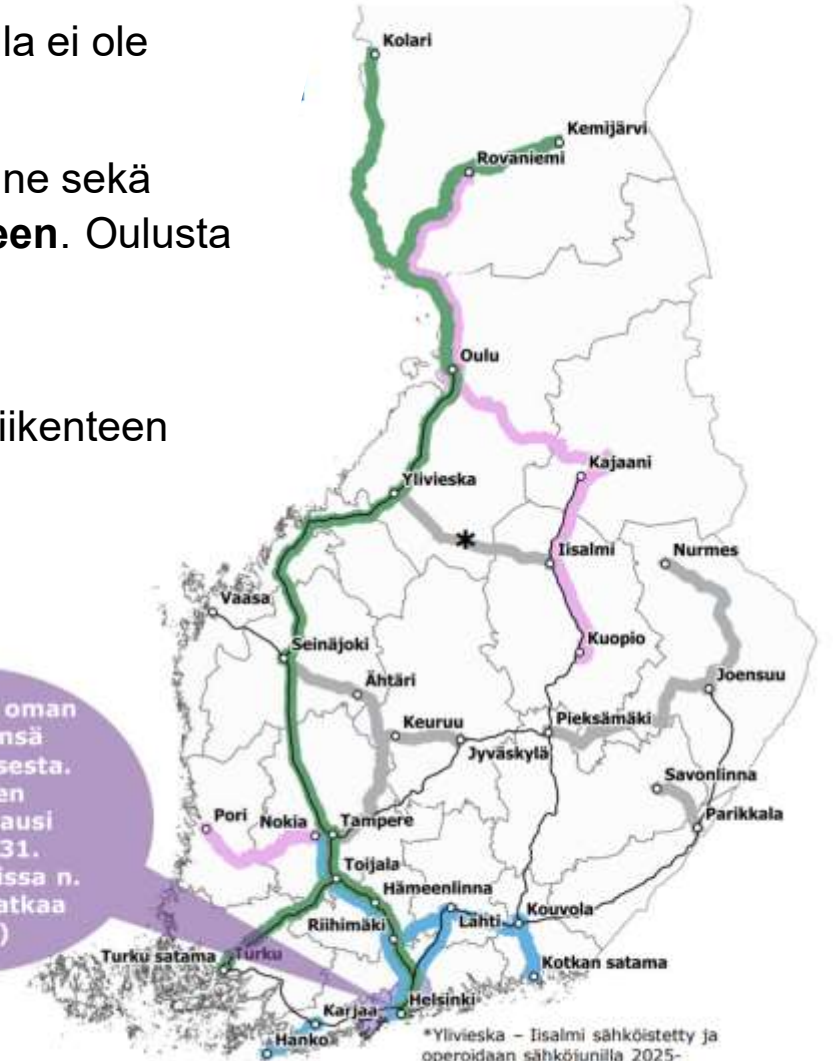 la ei ole
ne sekä
een. Oulusta
iikenteen
Kolari
Kemijärvi
Rovaniemi
Oulu
Kajaani
Ylivieska
*
Iisalmi
Nurmes
Vaasa
Seinäjoki
Kuopio
Ähtäri
Joensuu
Keuruu
Pieksämäki
Jyväskylä
Savonlinna
Parikkala
Pori
Nokia
Tampere
Toijala
Hämeenlinna
Riihimäki
Lahti
Kouvola
Turku satama
Turku
Kotkan satama
Karjaa
Helsinki
Hanko
oman
nsä
sesta.
en
ausi
31.
issa n.
atkaa
)
*Ylivieska – Iisalmi sähköistetty ja
operoidaan sähköjunilla 2025-